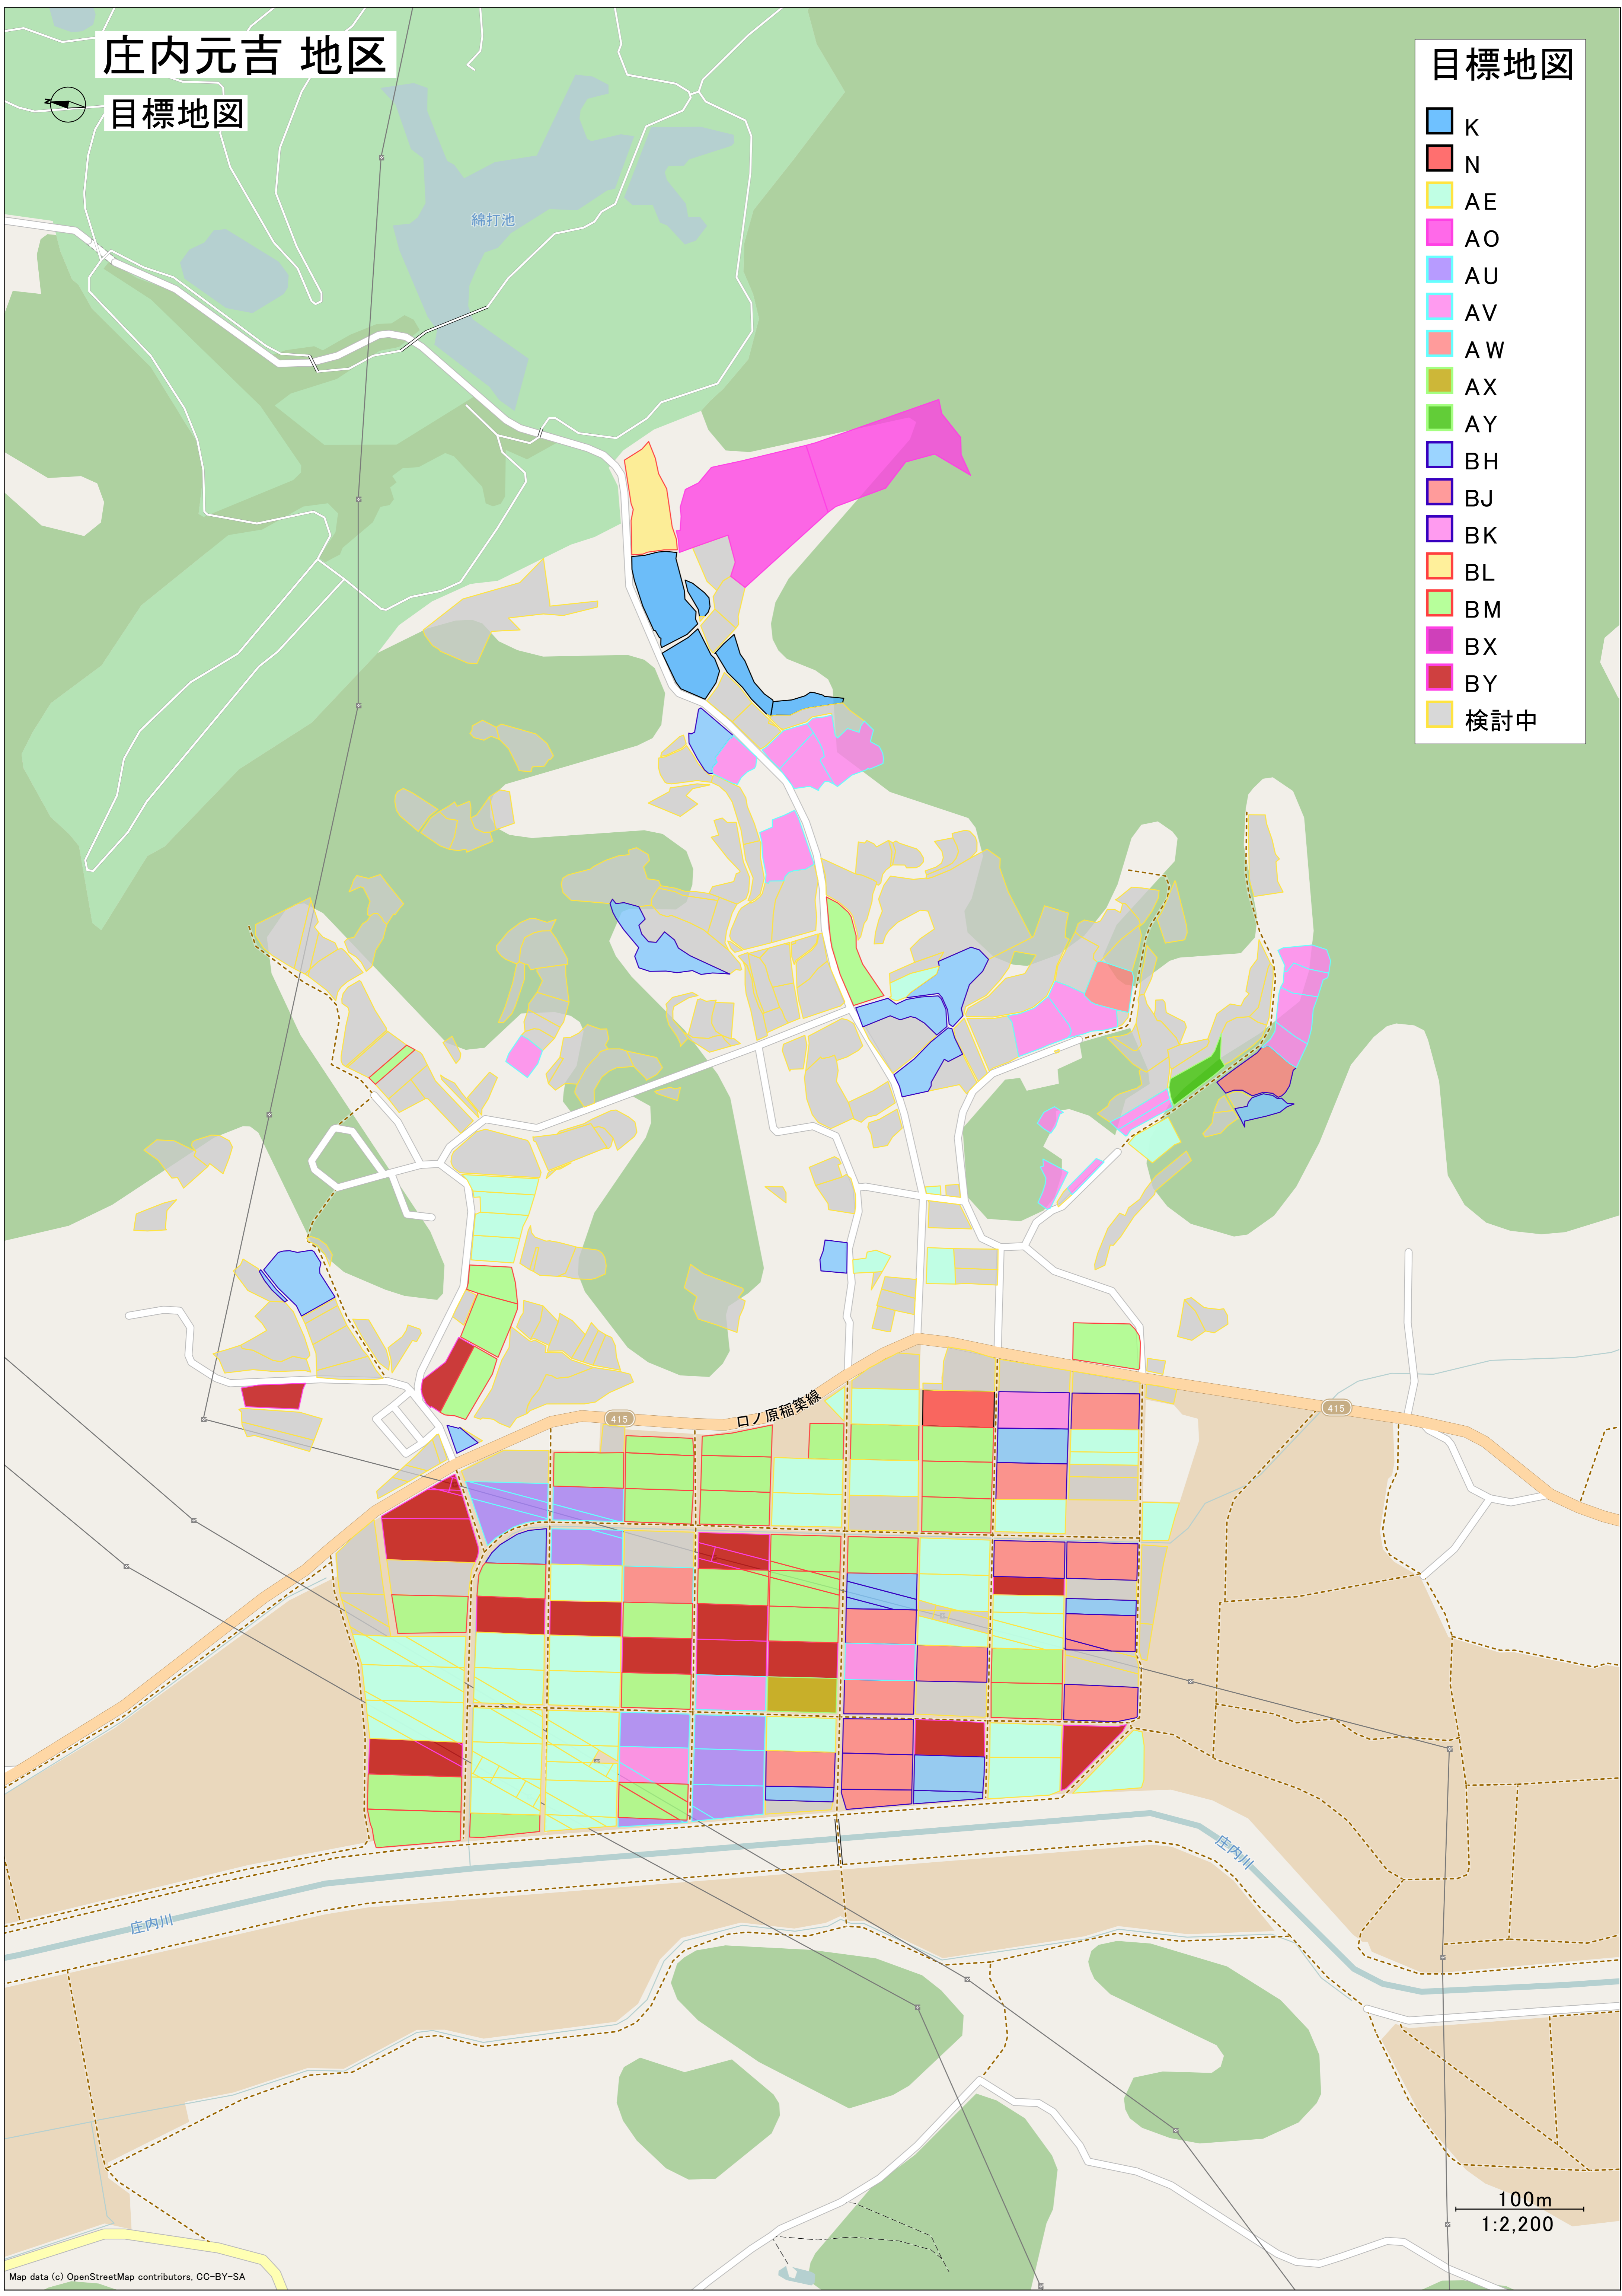 庄内元吉 地区
目標地図
N
綿打池
目標地図
K
N
AE
AO
AU
AV
AW
AX
AY
BH
BJ
BK
BL
BM
BX
BY
検討中
口ノ原稲築線
415
415
庄内川
庄内川
100m
1:2,200
Map data (c) OpenStreetMap contributors, CC-BY-SA